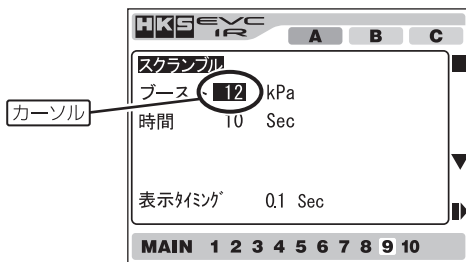 HKS EVC IR
A B C
スクランブル
ブースト 12 kPa
カーソル
時間 10 Sec
表示ﾀｲﾐﾝｸﾞ 0.1 Sec
MAIN 1 2 3 4 5 6 7 8 9 10